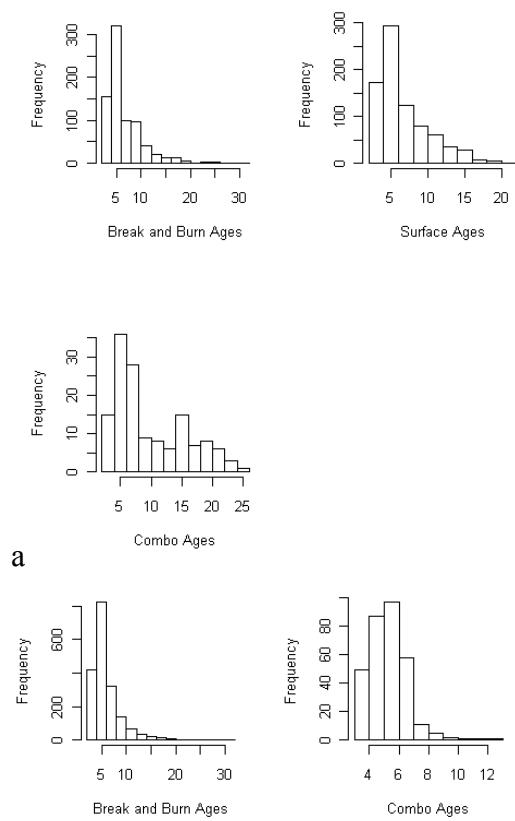 Frequency
0 100 200 300
5 10 20 30
Break and Burn Ages
Frequency
0 100 200 300
5 10 15 20
Surface Ages
Frequency
0 10 20 30
5 10 15 20 25
Combo Ages
a
Frequency
0 200 600
5 10 20 30
Break and Burn Ages
Frequency
0 20 40 60 80
4 6 8 10 12
Combo Ages